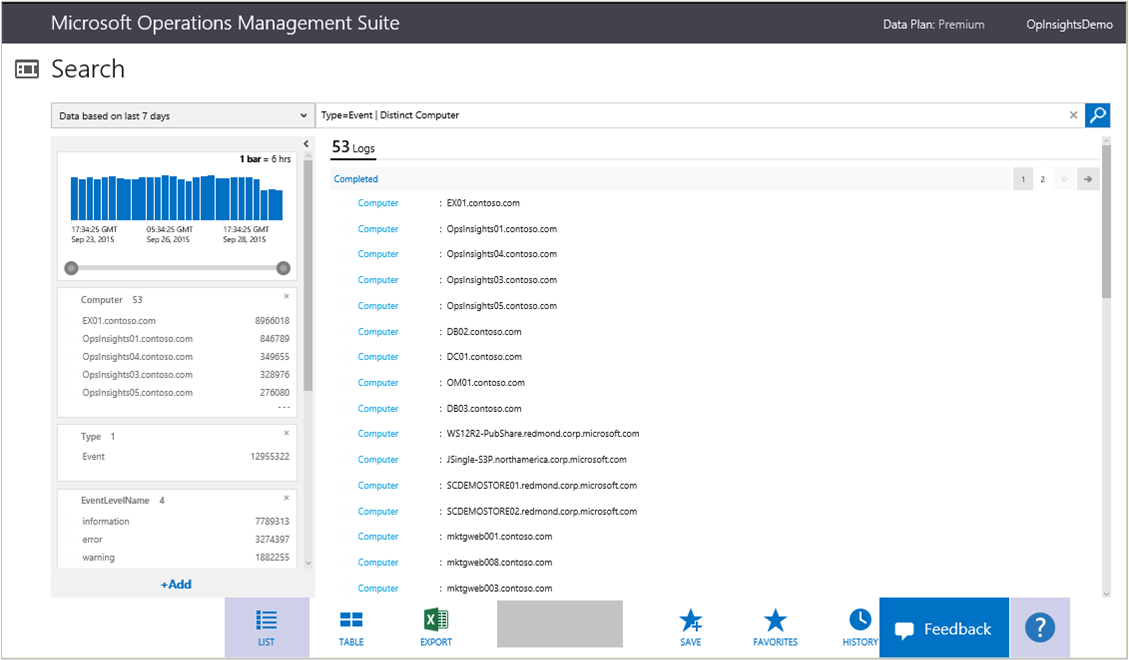 Microsoft Operations Management Suite
Data Plan: Premium
OpInsightsDemo
Search
Data based on last 7 days
Type=Event | Distinct Computer
1 bar = 6 hrs
17:34:25 GMT 05:34:25 GMT 17:34:25 GMT
Sep 23, 2015 Sep 26, 2015 Sep 28, 2015
Computer 53
EX01.contoso.com 8966018
OpsInsights01.contoso.com 846789
OpsInsights04.contoso.com 349655
OpsInsights03.contoso.com 328976
OpsInsights05.contoso.com 276080
Type 1
Event 12955322
EventLevelName 4
information 7789313
error 3274397
warning 1882255
+Add
53 Logs
Completed
1 2
Computer : EX01.contoso.com
Computer : OpsInsights01.contoso.com
Computer : OpsInsights04.contoso.com
Computer : OpsInsights03.contoso.com
Computer : OpsInsights05.contoso.com
Computer : DB02.contoso.com
Computer : DC01.contoso.com
Computer : OM01.contoso.com
Computer : DB03.contoso.com
Computer : WS12R2-PubShare.redmond.corp.microsoft.com
Computer : JSingle-S3P.northamerica.corp.microsoft.com
Computer : SCDEMOSTORE01.redmond.corp.microsoft.com
Computer : SCDEMOSTORE02.redmond.corp.microsoft.com
Computer : mktgweb001.contoso.com
Computer : mktgweb008.contoso.com
Computer : mktgweb003.contoso.com
LIST
TABLE
EXPORT
SAVE
FAVORITES
HISTORY
Feedback
?